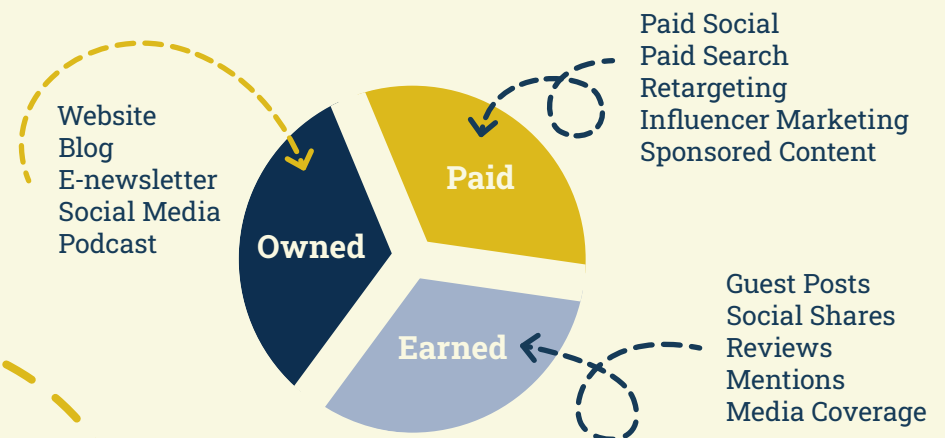 Paid Social
Paid Search
Retargeting
Influencer Marketing
Sponsored Content
Website
Blog
E-newsletter
Social Media
Podcast
Paid
Owned
Earned
Guest Posts
Social Shares
Reviews
Mentions
Media Coverage